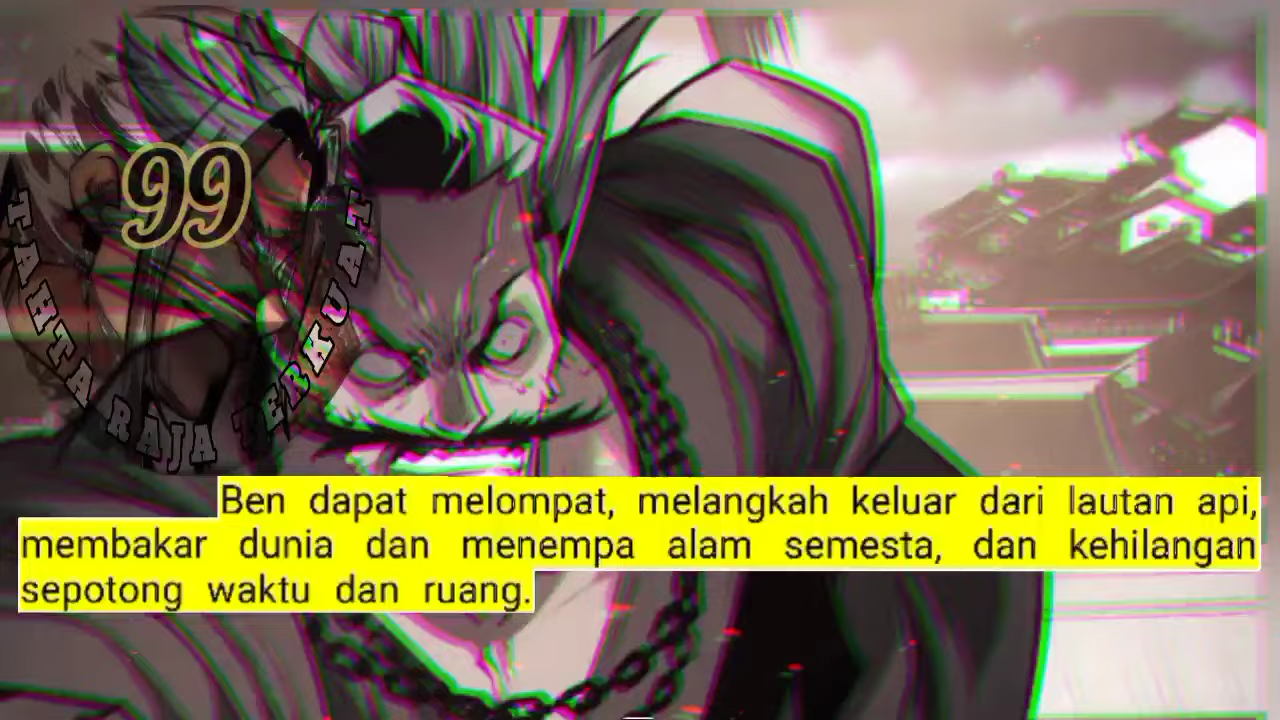 99
TAHTA RAJA TERKUAT
Ben dapat melompat, melangkah keluar dari lautan api,
membakar dunia dan menempa alam semesta, dan kehilangan
sepotong waktu dan ruang.